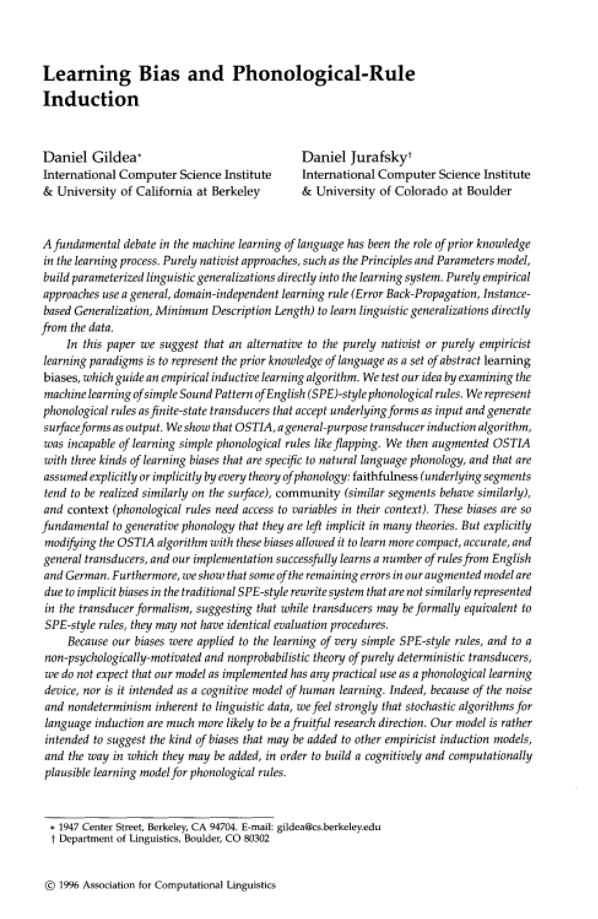 Learning Bias and Phonological-Rule
Induction
Daniel Gildea*
International Computer Science Institute
& University of California at Berkeley
Daniel Jurafsky†
International Computer Science Institute
& University of Colorado at Boulder
A fundamental debate in the machine learning of language has been the role of prior knowledge
in the learning process. Purely nativist approaches, such as the Principles and Parameters model,
build parameterized linguistic generalizations directly into the learning system. Purely empirical
approaches use a general, domain-independent learning rule (Error Back-Propagation, Instance-
based Generalization, Minimum Description Length) to learn linguistic generalizations directly
from the data.
In this paper we suggest that an alternative to the purely nativist or purely empiricist
learning paradigms is to represent the prior knowledge of language as a set of abstract learning
biases, which guide an empirical inductive learning algorithm. We test our idea by examining the
machine learning of simple Sound Pattern of English (SPE)-style phonological rules. We represent
phonological rules as finite-state transducers that accept underlying forms as input and generate
surface forms as output. We show that OSTIA, a general-purpose transducer induction algorithm,
was incapable of learning simple phonological rules like flapping. We then augmented OSTIA
with three kinds of learning biases that are specific to natural language phonology, and that are
assumed explicitly or implicitly by every theory of phonology: faithfulness (underlying segments
tend to be realized similarly on the surface), community (similar segments behave similarly),
and context (phonological rules need access to variables in their context). These biases are so
fundamental to generative phonology that they are left implicit in many theories. But explicitly
modifying the OSTIA algorithm with these biases allowed it to learn more compact, accurate, and
general transducers, and our implementation successfully learns a number of rules from English
and German. Furthermore, we show that some of the remaining errors in our augmented model are
due to implicit biases in the traditional SPE-style rewrite system that are not similarly represented
in the transducer formalism, suggesting that while transducers may be formally equivalent to
SPE-style rules, they may not have identical evaluation procedures.
Because our biases were applied to the learning of very simple SPE-style rules, and to a
non-psychologically-motivated and nonprobabilistic theory of purely deterministic transducers,
we do not expect that our model as implemented has any practical use as a phonological learning
device, nor is it intended as a cognitive model of human learning. Indeed, because of the noise
and nondeterminism inherent to linguistic data, we feel strongly that stochastic algorithms for
language induction are much more likely to be a fruitful research direction. Our model is rather
intended to suggest the kind of biases that may be added to other empiricist induction models,
and the way in which they may be added, in order to build a cognitively and computationally
plausible learning model for phonological rules.
* 1947 Center Street, Berkeley, CA 94704. E-mail: gildea@cs.berkeley.edu
† Department of Linguistics, Boulder, CO 80302
© 1996 Association for Computational Linguistics